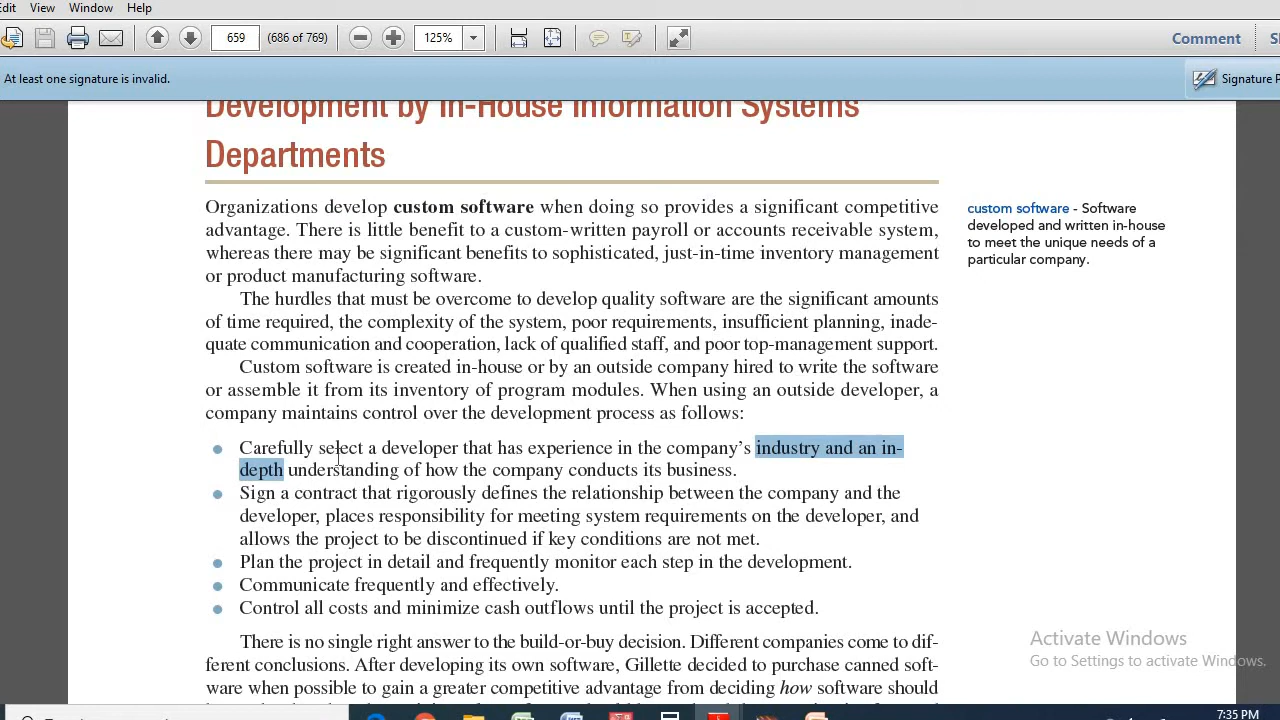 Edit View Window Help
659 (686 of 769) 125% Comment
At least one signature is invalid. Signature P
Development by In-House Information Systems
Departments
Organizations develop custom software when doing so provides a significant competitive
advantage. There is little benefit to a custom-written payroll or accounts receivable system,
whereas there may be significant benefits to sophisticated, just-in-time inventory management
or product manufacturing software.
custom software - Software
developed and written in-house
to meet the unique needs of a
particular company.
The hurdles that must be overcome to develop quality software are the significant amounts
of time required, the complexity of the system, poor requirements, insufficient planning, inade-
quate communication and cooperation, lack of qualified staff, and poor top-management support.
Custom software is created in-house or by an outside company hired to write the software
or assemble it from its inventory of program modules. When using an outside developer, a
company maintains control over the development process as follows:
● Carefully select a developer that has experience in the company's industry and an in-
depth understanding of how the company conducts its business.
● Sign a contract that rigorously defines the relationship between the company and the
developer, places responsibility for meeting system requirements on the developer, and
allows the project to be discontinued if key conditions are not met.
● Plan the project in detail and frequently monitor each step in the development.
● Communicate frequently and effectively.
● Control all costs and minimize cash outflows until the project is accepted.
There is no single right answer to the build-or-buy decision. Different companies come to dif-
ferent conclusions. After developing its own software, Gillette decided to purchase canned soft-
ware when possible to gain a greater competitive advantage from deciding how software should
Activate Windows
Go to Settings to activate Windows.
7:35 PM